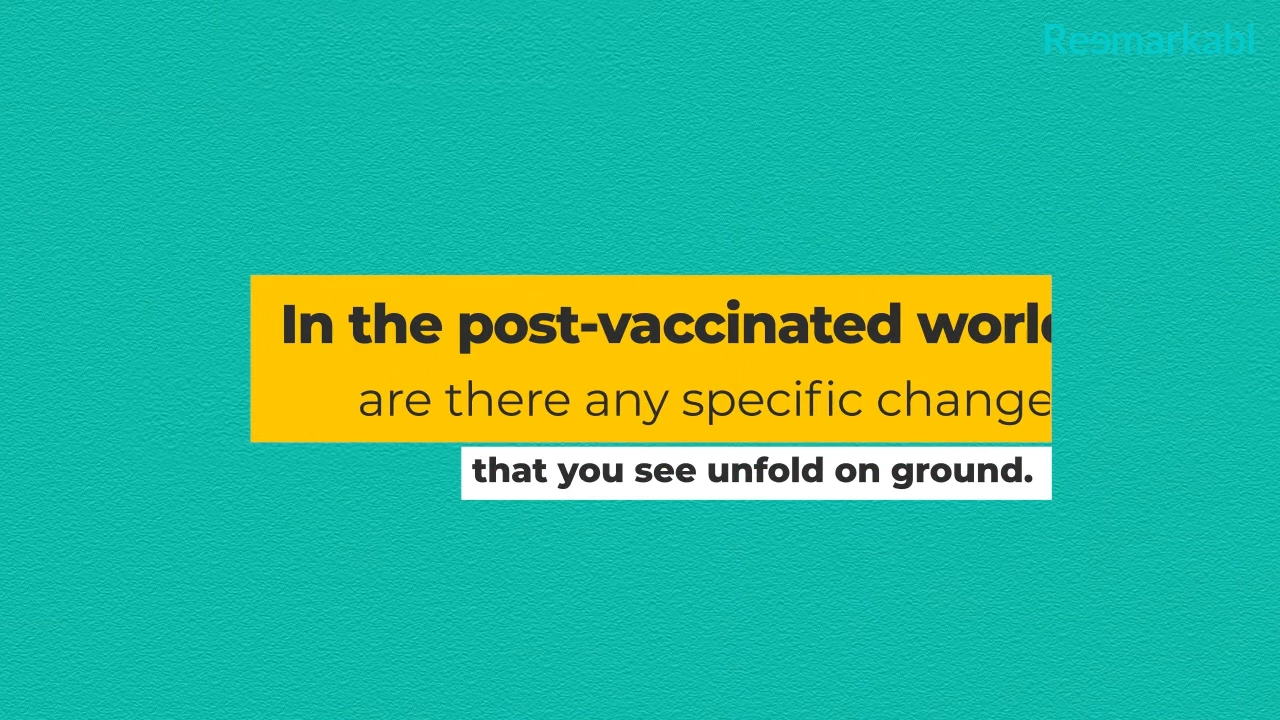 Reemarkabl
In the post-vaccinated worl
are there any specific change
that you see unfold on ground.